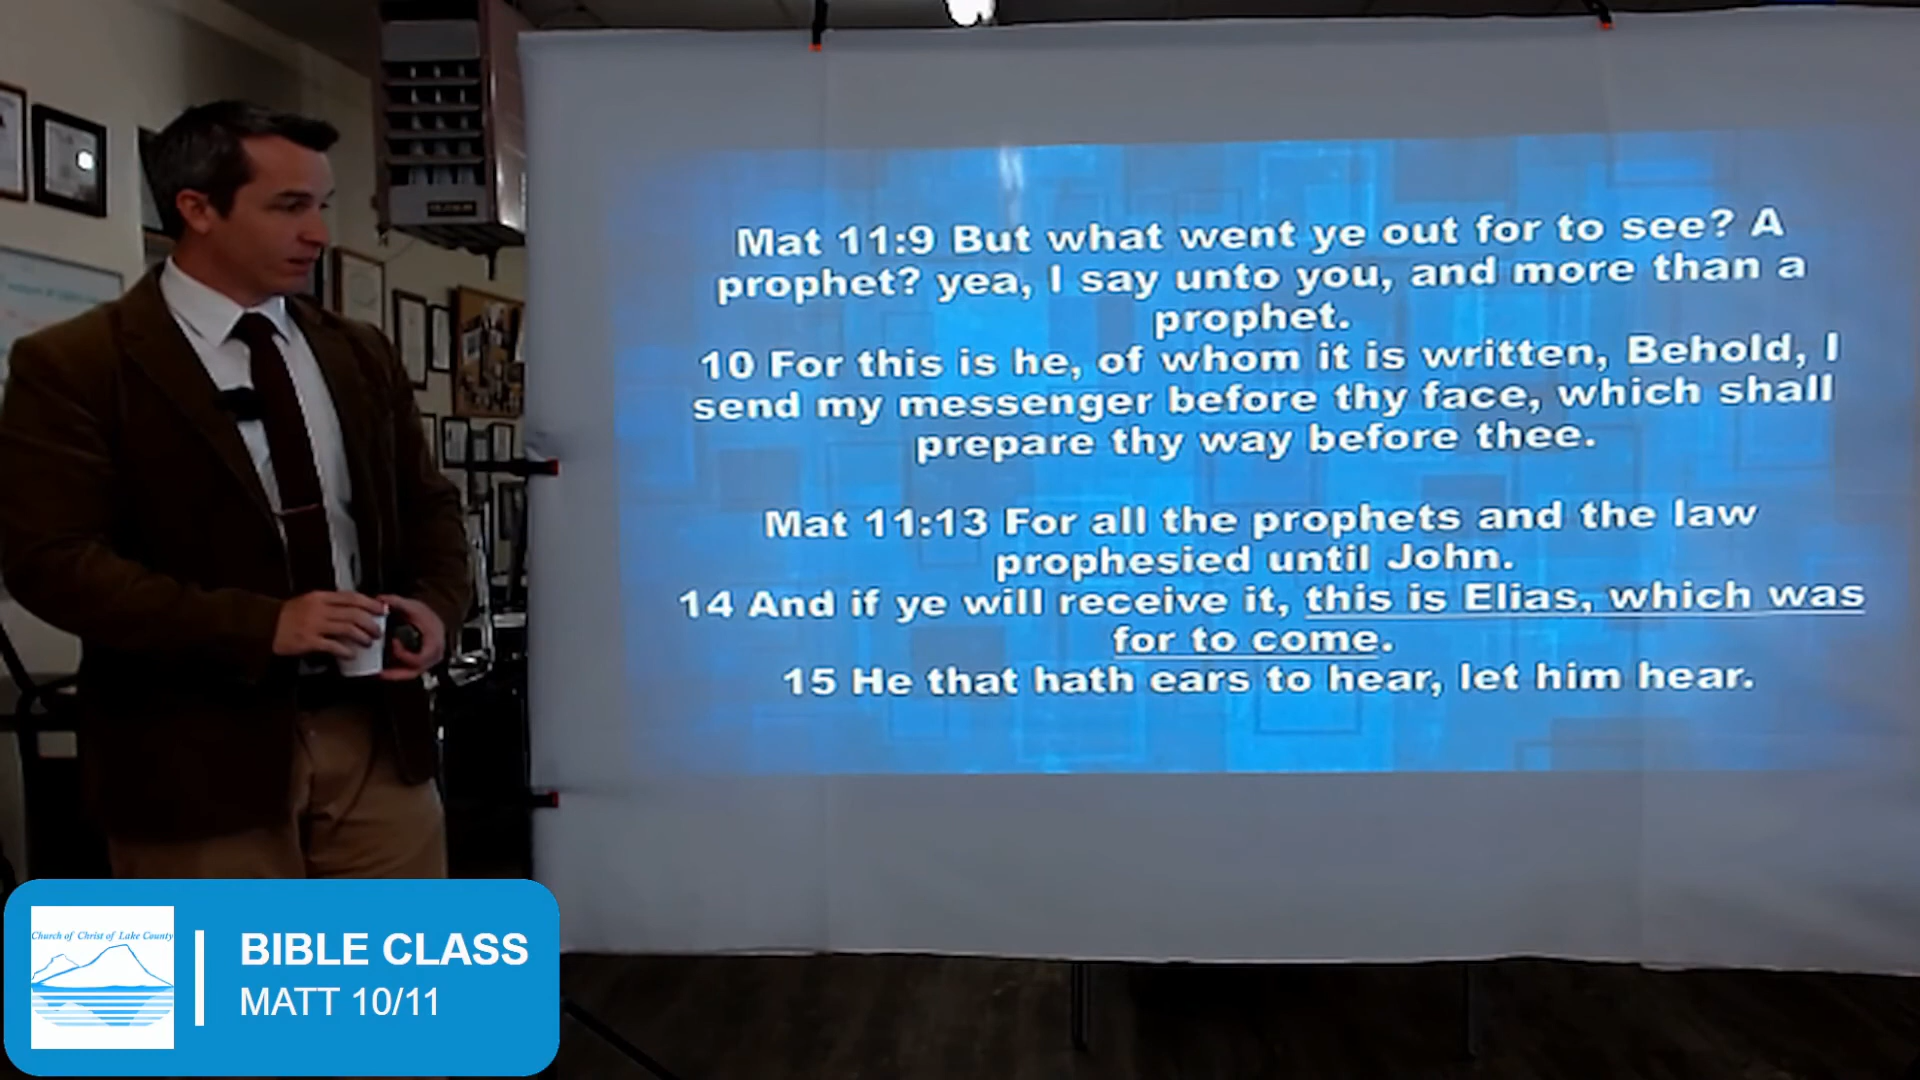 Mat 11:9 But what went ye out for to see? A
prophet? yea, I say unto you, and more than a
prophet.
10 For this is he, of whom it is written, Behold, I
send my messenger before thy face, which shall
prepare thy way before thee.
Mat 11:13 For all the prophets and the law
prophesied until John.
14 And if ye will receive it, this is Elias, which was
for to come.
15 He that hath ears to hear, let him hear.
Church of Christ of Lake County
BIBLE CLASS
MATT 10/11